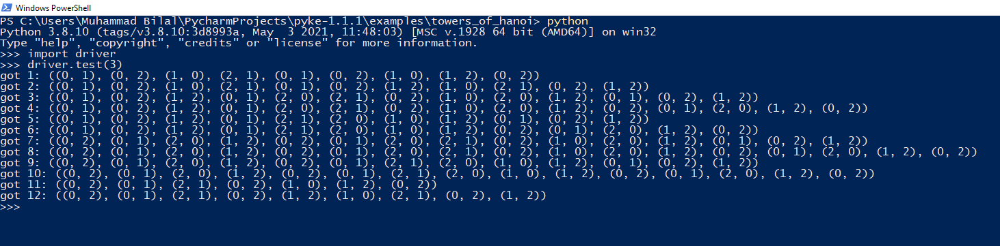 Windows PowerShell
PS C:\Users\Muhammad Bilal\PycharmProjects\pyke-1.1.1\examples\towers_of_hanoi> python
Python 3.8.10 (tags/v3.8.10:3d8993a, May  3 2021, 11:48:03) [MSC v.1928 64 bit (AMD64)] on win32
Type "help", "copyright", "credits" or "license" for more information.
>>> import driver
>>> driver.test(3)
got 1: ((0, 1), (0, 2), (1, 0), (2, 1), (0, 1), (0, 2), (1, 0), (1, 2), (0, 2))
got 2: ((0, 1), (0, 2), (1, 0), (2, 1), (0, 1), (0, 2), (1, 2), (1, 0), (2, 1), (0, 2), (1, 2))
got 3: ((0, 1), (0, 2), (1, 2), (0, 1), (2, 0), (2, 1), (0, 2), (1, 0), (2, 0), (1, 2), (0, 1), (0, 2), (1, 2))
got 4: ((0, 1), (0, 2), (1, 2), (0, 1), (2, 0), (2, 1), (0, 2), (1, 0), (2, 0), (1, 2), (0, 2), (0, 1), (2, 0), (1, 2), (0, 2))
got 5: ((0, 1), (0, 2), (1, 2), (0, 1), (2, 1), (2, 0), (1, 0), (1, 2), (0, 1), (0, 2), (1, 2))
got 6: ((0, 1), (0, 2), (1, 2), (0, 1), (2, 1), (2, 0), (1, 0), (1, 2), (0, 2), (0, 1), (2, 0), (1, 2), (0, 2))
got 7: ((0, 2), (0, 1), (2, 0), (1, 2), (0, 2), (0, 1), (2, 0), (2, 1), (0, 2), (1, 0), (2, 0), (1, 2), (0, 1), (0, 2), (1, 2))
got 8: ((0, 2), (0, 1), (2, 0), (1, 2), (0, 2), (0, 1), (2, 0), (2, 1), (0, 2), (1, 0), (2, 0), (1, 2), (0, 2), (0, 1), (2, 0), (1, 2), (0, 2))
got 9: ((0, 2), (0, 1), (2, 0), (1, 2), (0, 2), (0, 1), (2, 1), (2, 0), (1, 0), (1, 2), (0, 1), (0, 2), (1, 2))
got 10: ((0, 2), (0, 1), (2, 0), (1, 2), (0, 2), (0, 1), (2, 1), (2, 0), (1, 0), (1, 2), (0, 2), (0, 1), (2, 0), (1, 2), (0, 2))
got 11: ((0, 2), (0, 1), (2, 1), (0, 2), (1, 0), (1, 2), (0, 2))
got 12: ((0, 2), (0, 1), (2, 1), (0, 2), (1, 2), (1, 0), (2, 1), (0, 2), (1, 2))
>>>